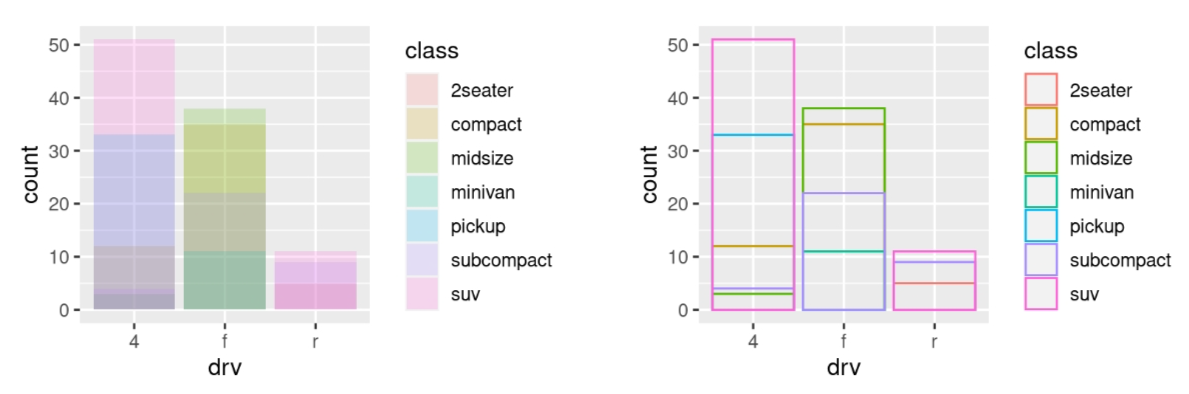 class
2seater
compact
midsize
minivan
pickup
subcompact
suv
50
40
30
20
10
0
count
4 f r
drv
class
2seater
compact
midsize
minivan
pickup
subcompact
suv
50
40
30
20
10
0
count
4 f r
drv